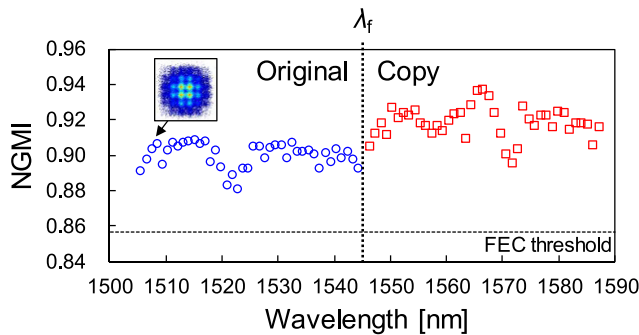 λf
0.96
0.94
0.92
0.90
0.88
0.86
0.84
NGMI
Original
Copy
FEC threshold
1500 1510 1520 1530 1540 1550 1560 1570 1580 1590
Wavelength [nm]